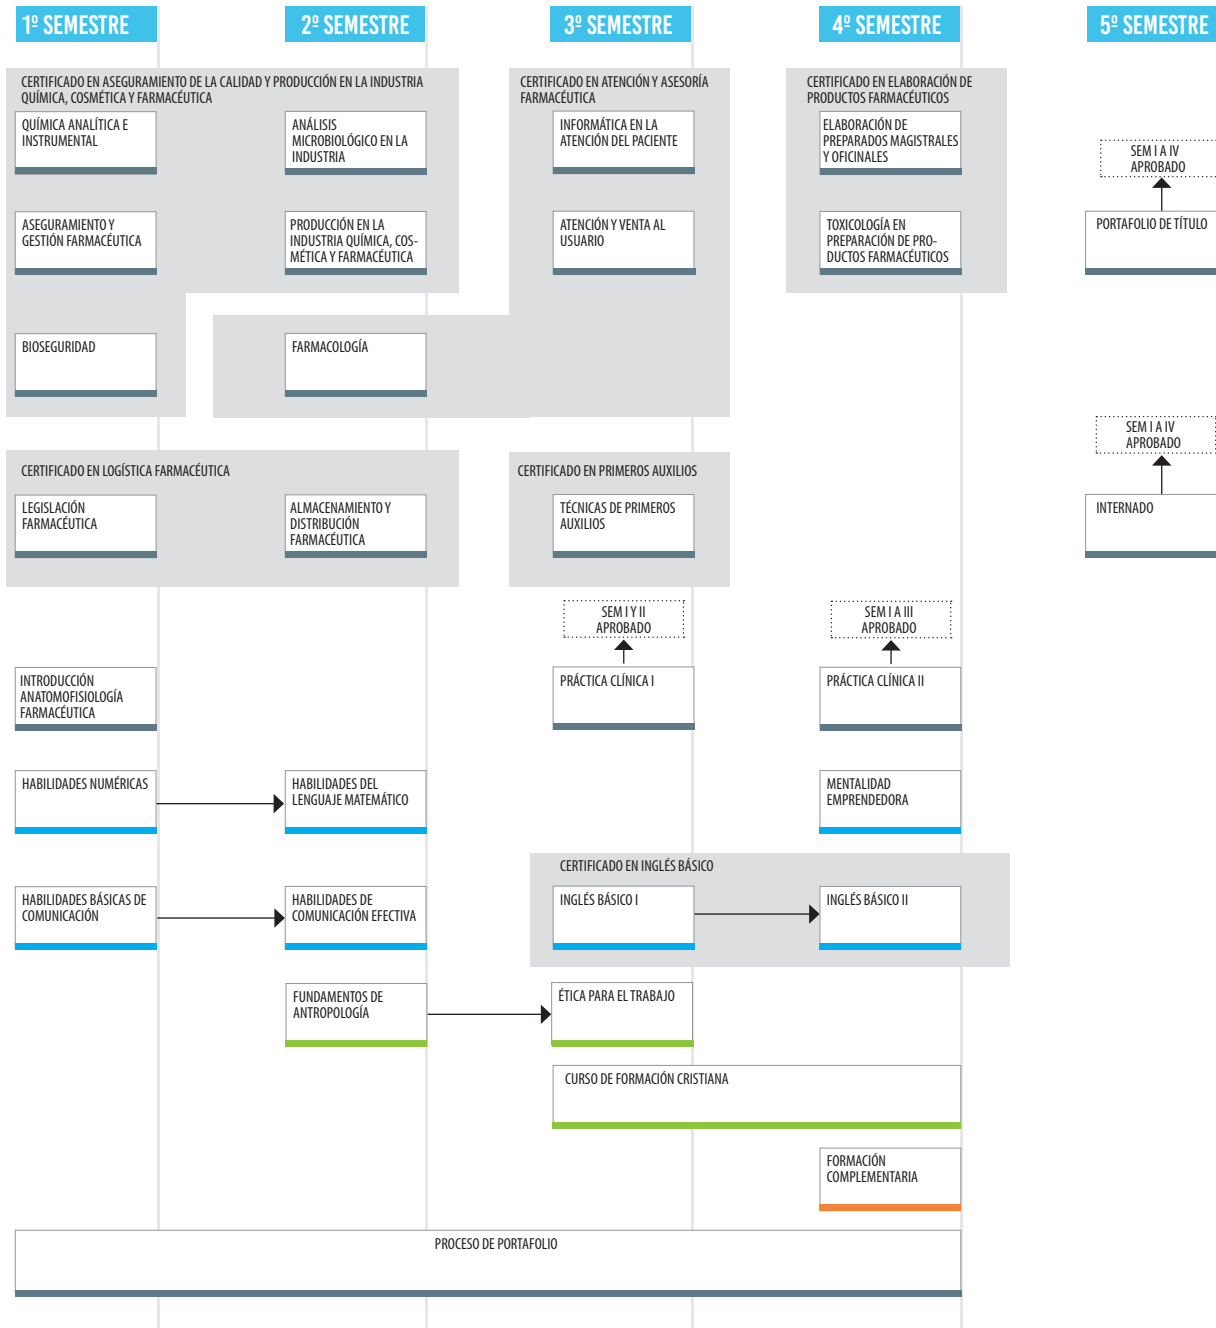 1º SEMESTRE
2º SEMESTRE
3º SEMESTRE
4º SEMESTRE
5º SEMESTRE
CERTIFICADO EN ASEGURAMIENTO DE LA CALIDAD Y PRODUCCIÓN EN LA INDUSTRIA
QUÍMICA, COSMÉTICA Y FARMACÉUTICA
CERTIFICADO EN ATENCIÓN Y ASESORÍA
FARMACÉUTICA
CERTIFICADO EN ELABORACIÓN DE
PRODUCTOS FARMACÉUTICOS
QUÍMICA ANALÍTICA E
INSTRUMENTAL
ANÁLISIS
MICROBIOLÓGICO EN LA
INDUSTRIA
INFORMÁTICA EN LA
ATENCIÓN DEL PACIENTE
ELABORACIÓN DE
PREPARADOS MAGISTRALES
Y OFICINALES
SEM I A IV
APROBADO
ASEGURAMIENTO Y
GESTIÓN FARMACÉUTICA
PRODUCCIÓN EN LA
INDUSTRIA QUÍMICA, COS-
MÉTICA Y FARMACÉUTICA
ATENCIÓN Y VENTA AL
USUARIO
TOXICOLOGÍA EN
PREPARACIÓN DE PRO-
DUCTOS FARMACÉUTICOS
PORTAFOLIO DE TÍTULO
BIOSEGURIDAD
FARMACOLOGÍA
SEM I A IV
APROBADO
CERTIFICADO EN LOGÍSTICA FARMACÉUTICA
CERTIFICADO EN PRIMEROS AUXILIOS
LEGISLACIÓN
FARMACÉUTICA
ALMACENAMIENTO Y
DISTRIBUCIÓN
FARMACÉUTICA
TÉCNICAS DE PRIMEROS
AUXILIOS
INTERNADO
SEM I Y II
APROBADO
SEM I A III
APROBADO
INTRODUCCIÓN
ANATOMOFISIOLOGÍA
FARMACÉUTICA
PRÁCTICA CLÍNICA I
PRÁCTICA CLÍNICA II
HABILIDADES NUMÉRICAS
HABILIDADES DEL
LENGUAJE MATEMÁTICO
MENTALIDAD
EMPRENDEDORA
CERTIFICADO EN INGLÉS BÁSICO
HABILIDADES BÁSICAS DE
COMUNICACIÓN
HABILIDADES DE
COMUNICACIÓN EFECTIVA
INGLÉS BÁSICO I
INGLÉS BÁSICO II
FUNDAMENTOS DE
ANTROPOLOGÍA
ÉTICA PARA EL TRABAJO
CURSO DE FORMACIÓN CRISTIANA
FORMACIÓN
COMPLEMENTARIA
PROCESO DE PORTAFOLIO